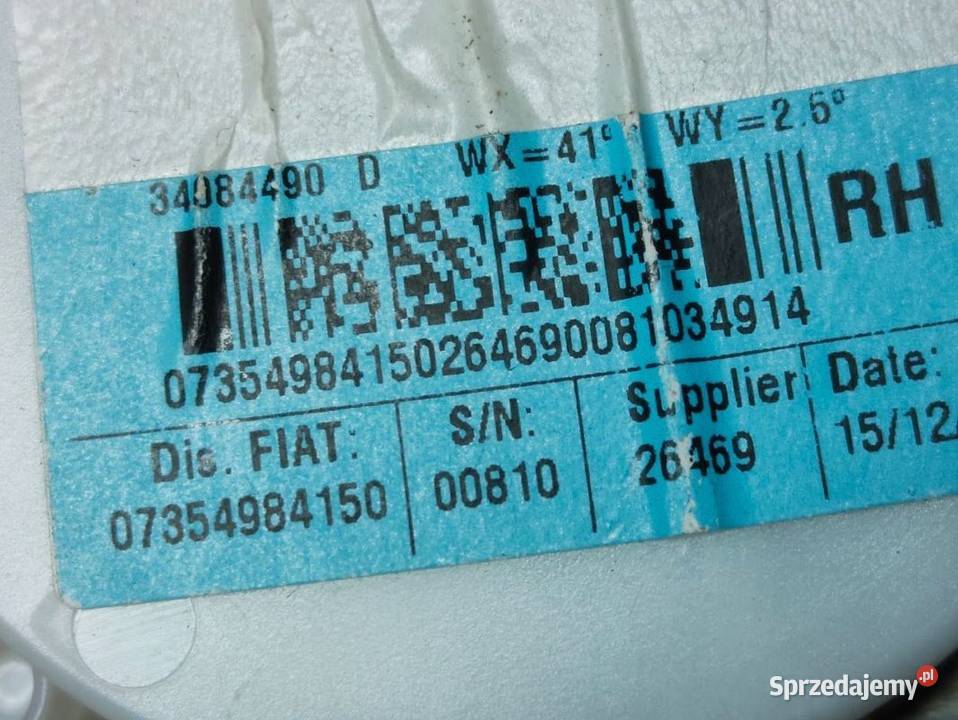 34084490 D WX=41° WY=2.5°
RH
07354984150264690081034914
Dis. FIAT: S/N: Supplier: Date:
07354984150 00810 26469 15/12/
Sprzedajemy.pl